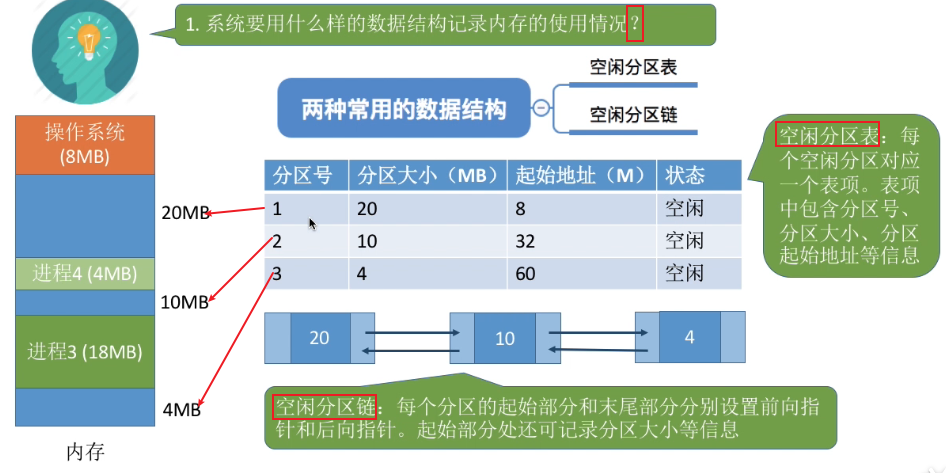 1. 系统要用什么样的数据结构记录内存的使用情况？
两种常用的数据结构
空闲分区表
空闲分区链
操作系统
(8MB)
20MB
进程4 (4MB)
10MB
进程3 (18MB)
4MB
内存
分区号 分区大小（MB） 起始地址（M） 状态
1 20 8 空闲
2 10 32 空闲
3 4 60 空闲
空闲分区表：每
个空闲分区对应
一个表项。表项
中包含分区号、
分区大小、分区
起始地址等信息
20 10 4
空闲分区链：每个分区的起始部分和末尾部分分别设置前向指
针和后向指针。起始部分处还可记录分区大小等信息